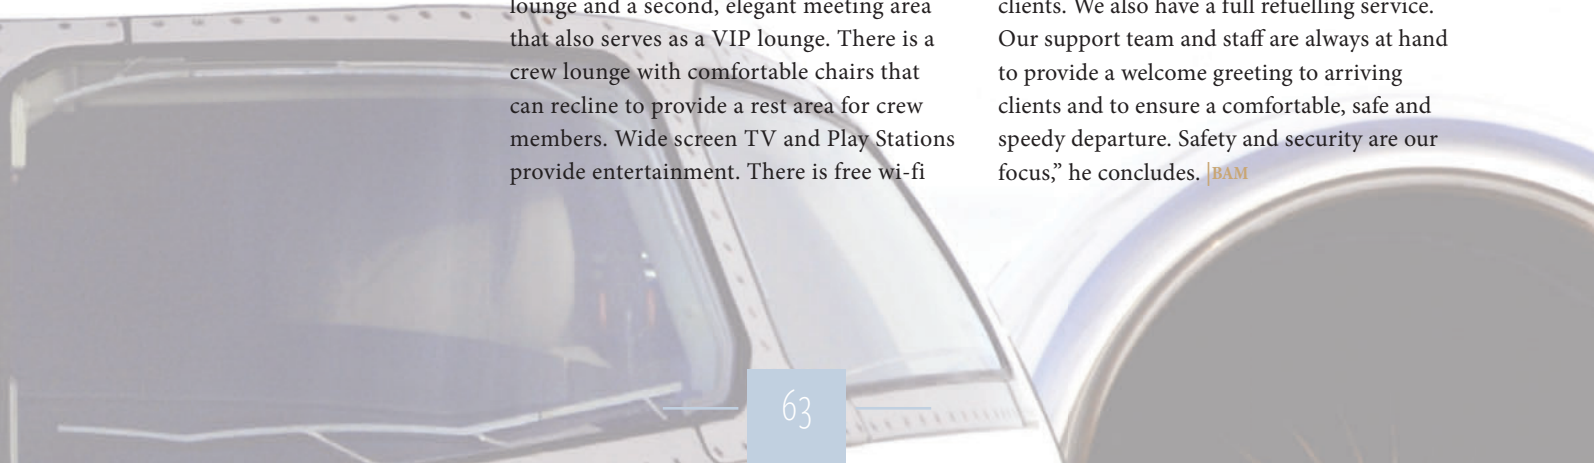 lounge and a second, elegant meeting area
that also serves as a VIP lounge. There is a
crew lounge with comfortable chairs that
can recline to provide a rest area for crew
members. Wide screen TV and Play Stations
provide entertainment. There is free wi-fi
clients. We also have a full refuelling service.
Our support team and staff are always at hand
to provide a welcome greeting to arriving
clients and to ensure a comfortable, safe and
speedy departure. Safety and security are our
focus,” he concludes. |BAM
63